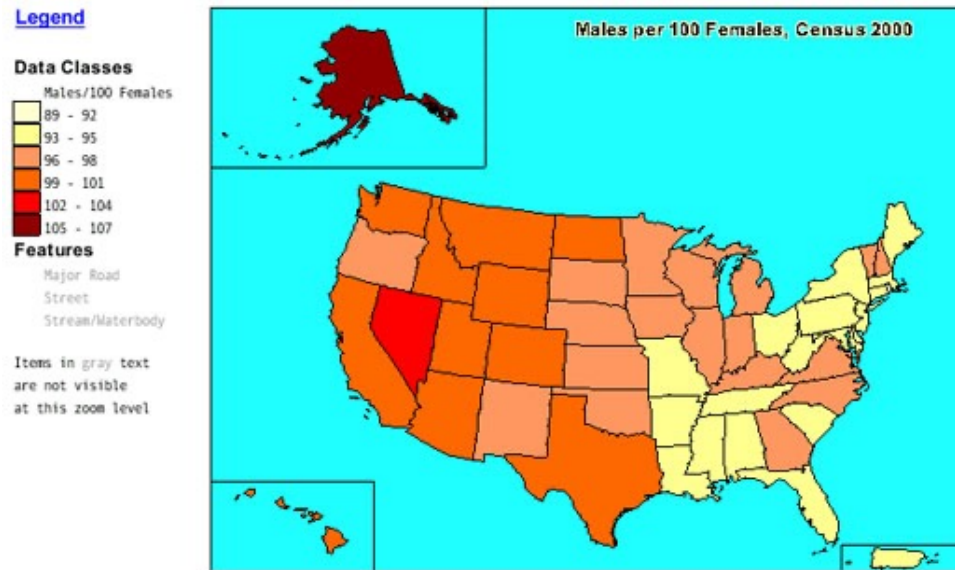 Legend
Males per 100 Females, Census 2000
Data Classes
Males/100 Females
89 - 92
93 - 95
96 - 98
99 - 101
102 - 104
105 - 107
Features
Major Road
Street
Stream/Waterbody
Items in gray text
are not visible
at this zoom level